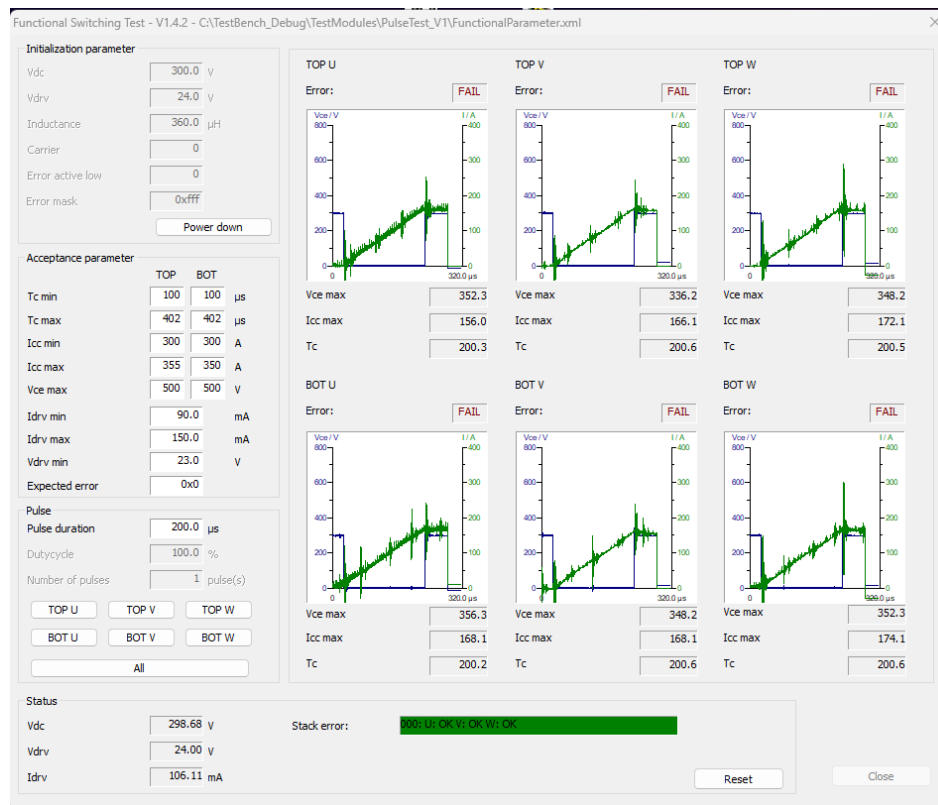 Functional Switching Test - V1.4.2 - C:\TestBench_Debug\TestModules\PulseTest_V1\FunctionalParameter.xml
Initialization parameter
Vdc 300.0 V
Vdrv 24.0 V
Inductance 360.0 µH
Carrier 0
Error active low 0
Error mask 0xfff
Power down
Acceptance parameter
TOP BOT
Tc min 100 100 µs
Tc max 402 402 µs
Icc min 300 300 A
Icc max 355 350 A
Vce max 500 500 V
Idrv min 90.0 mA
Idrv max 150.0 mA
Vdrv min 23.0 V
Expected error 0x0
Pulse
Pulse duration 200.0 µs
Dutycycle 100.0 %
Number of pulses 1 pulse(s)
TOP U TOP V TOP W
BOT U BOT V BOT W
All
TOP U TOP V TOP W
Error: FAIL Error: FAIL Error: FAIL
Vce / V I / A Vce / V I / A Vce / V I / A
800 400 800 400 800 400
600 300 600 300 600 300
400 200 400 200 400 200
200 100 200 100 200 100
0 0 0 0 0 0
0 320.0 µs 0 320.0 µs 0 320.0 µs
Vce max 352.3 Vce max 336.2 Vce max 348.2
Icc max 156.0 Icc max 166.1 Icc max 172.1
Tc 200.3 Tc 200.6 Tc 200.5
BOT U BOT V BOT W
Error: FAIL Error: FAIL Error: FAIL
Vce / V I / A Vce / V I / A Vce / V I / A
800 400 800 400 800 400
600 300 600 300 600 300
400 200 400 200 400 200
200 100 200 100 200 100
0 0 0 0 0 0
0 320.0 µs 0 320.0 µs 0 320.0 µs
Vce max 356.3 Vce max 348.2 Vce max 352.3
Icc max 168.1 Icc max 168.1 Icc max 174.1
Tc 200.2 Tc 200.6 Tc 200.6
Status
Vdc 298.68 V Stack error: 000: U: OK V: OK W: OK
Vdrv 24.00 V
Idrv 106.11 mA
Reset Close